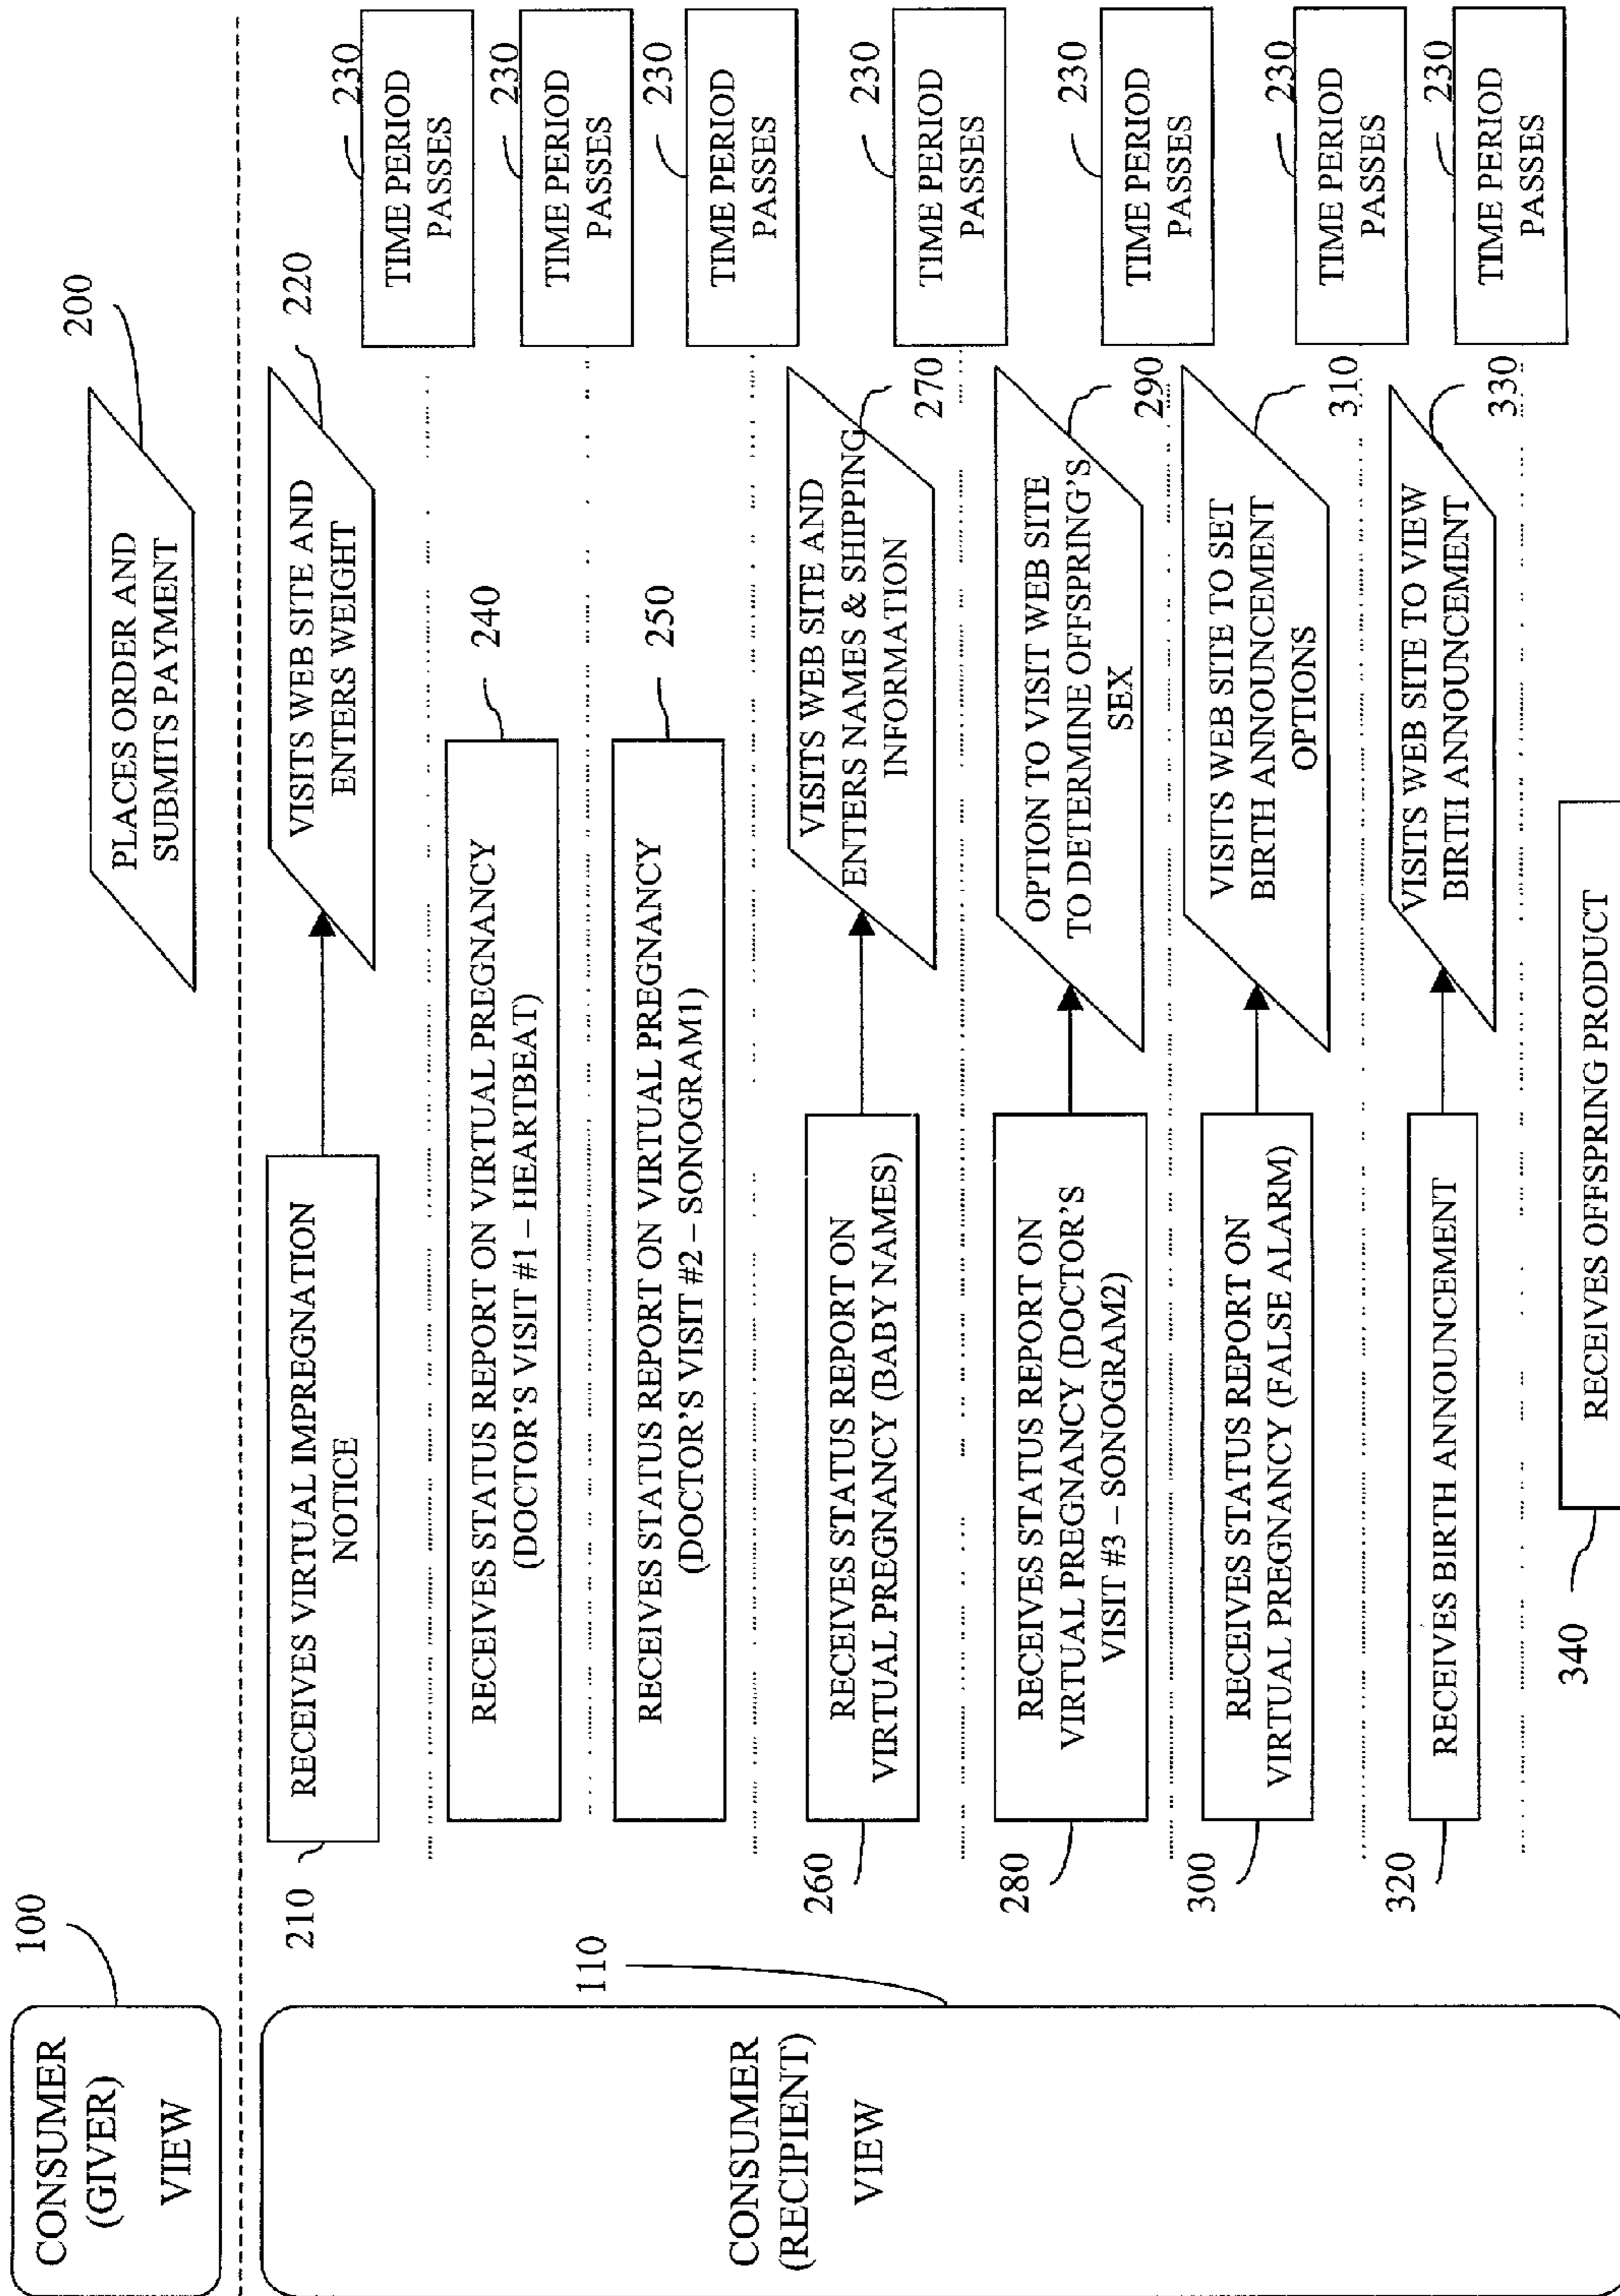 CONSUMER
(GIVER)
VIEW
100
PLACES ORDER AND
SUBMITS PAYMENT
200
CONSUMER
(RECIPIENT)
VIEW
110
210
RECEIVES VIRTUAL IMPREGNATION
NOTICE
VISITS WEB SITE AND
ENTERS WEIGHT
220
230
TIME PERIOD
PASSES
RECEIVES STATUS REPORT ON VIRTUAL PREGNANCY
(DOCTOR'S VISIT #1 – HEARTBEAT)
240
230
TIME PERIOD
PASSES
RECEIVES STATUS REPORT ON VIRTUAL PREGNANCY
(DOCTOR'S VISIT #2 – SONOGRAM1)
250
230
TIME PERIOD
PASSES
260
RECEIVES STATUS REPORT ON
VIRTUAL PREGNANCY (BABY NAMES)
VISITS WEB SITE AND
ENTERS NAMES & SHIPPING
INFORMATION
270
230
TIME PERIOD
PASSES
280
RECEIVES STATUS REPORT ON
VIRTUAL PREGNANCY (DOCTOR'S
VISIT #3 – SONOGRAM2)
OPTION TO VISIT WEB SITE
TO DETERMINE OFFSPRING'S
SEX
290
230
TIME PERIOD
PASSES
300
RECEIVES STATUS REPORT ON
VIRTUAL PREGNANCY (FALSE ALARM)
VISITS WEB SITE TO SET
BIRTH ANNOUNCEMENT
OPTIONS
310
230
TIME PERIOD
PASSES
320
RECEIVES BIRTH ANNOUNCEMENT
VISITS WEB SITE TO VIEW
BIRTH ANNOUNCEMENT
330
230
TIME PERIOD
PASSES
340
RECEIVES OFFSPRING PRODUCT